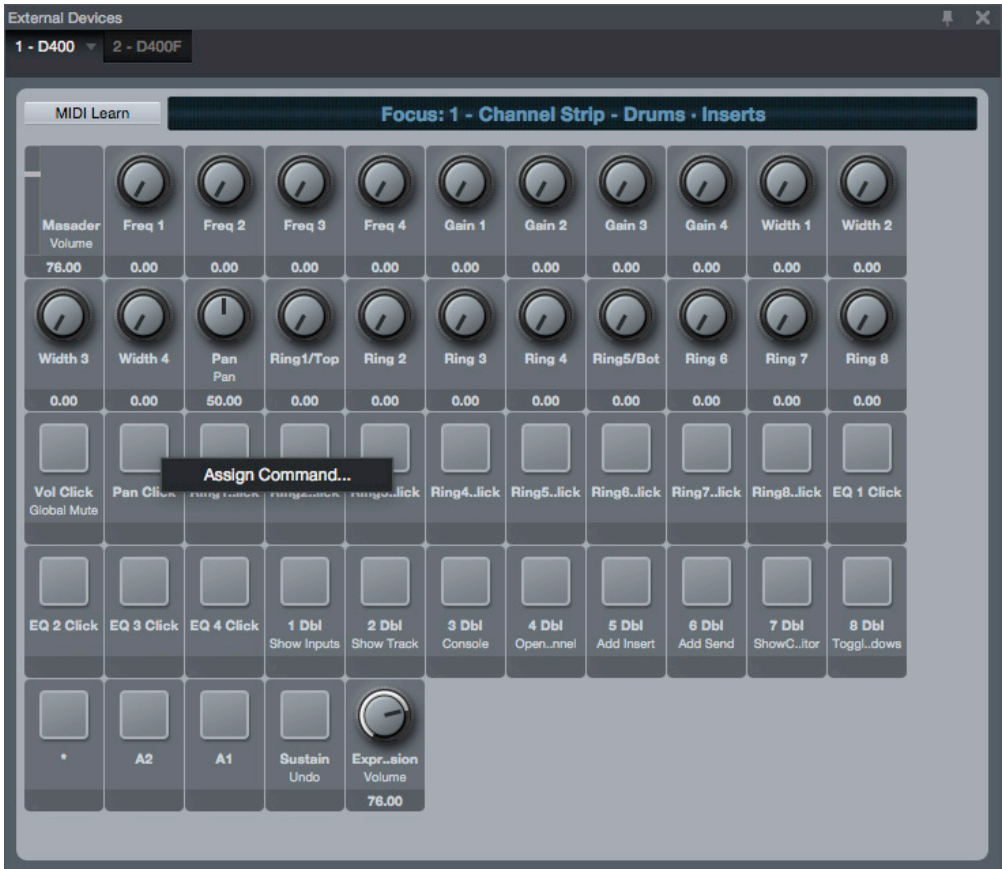 External Devices
1 - D400 2 - D400F
MIDI Learn
Focus: 1 - Channel Strip - Drums · Inserts
Masader Freq 1 Freq 2 Freq 3 Freq 4 Gain 1 Gain 2 Gain 3 Gain 4 Width 1 Width 2
Volume
76.00 0.00 0.00 0.00 0.00 0.00 0.00 0.00 0.00 0.00 0.00
Width 3 Width 4 Pan Ring1/Top Ring 2 Ring 3 Ring 4 Ring5/Bot Ring 6 Ring 7 Ring 8
Pan
0.00 0.00 50.00 0.00 0.00 0.00 0.00 0.00 0.00 0.00 0.00
Assign Command...
Vol Click Pan Click Ring1..lick Ring2..lick Ring3..lick Ring4..lick Ring5..lick Ring6..lick Ring7..lick Ring8..lick EQ 1 Click
Global Mute
EQ 2 Click EQ 3 Click EQ 4 Click 1 Dbl 2 Dbl 3 Dbl 4 Dbl 5 Dbl 6 Dbl 7 Dbl 8 Dbl
Show Inputs Show Track Console Open..nnel Add Insert Add Send ShowC..itor Toggl..dows
* A2 A1 Sustain Expr..sion
Undo Volume
76.00